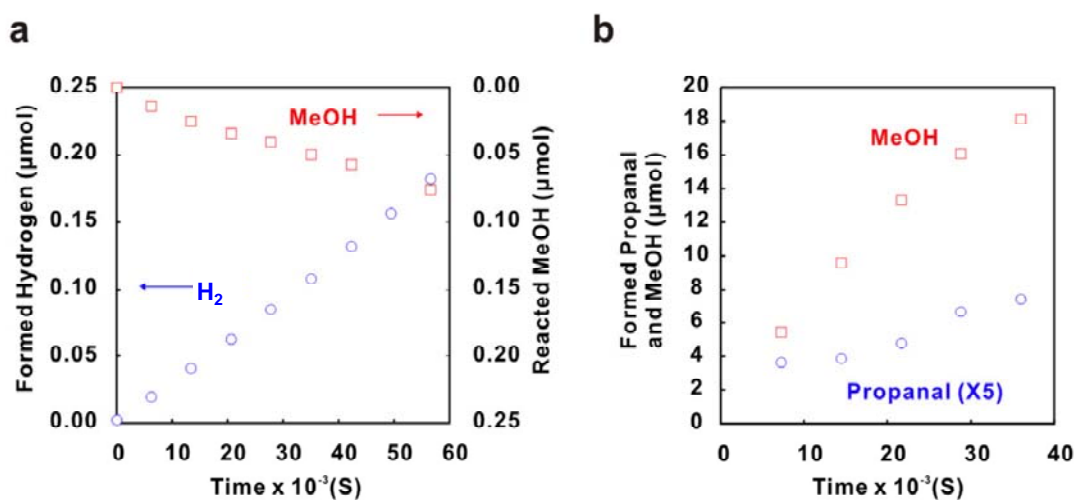 a
Formed Hydrogen (μmol)
0.25
0.20
0.15
0.10
0.05
0.00
MeOH
H2
0.00
0.05
0.10
0.15
0.20
0.25
Reacted MeOH (μmol)
0 10 20 30 40 50 60
Time x 10⁻³(S)
b
Formed Propanal
and MeOH (μmol)
20
18
16
14
12
10
8
6
4
2
0
MeOH
Propanal (X5)
0 10 20 30 40
Time x 10⁻³(S)